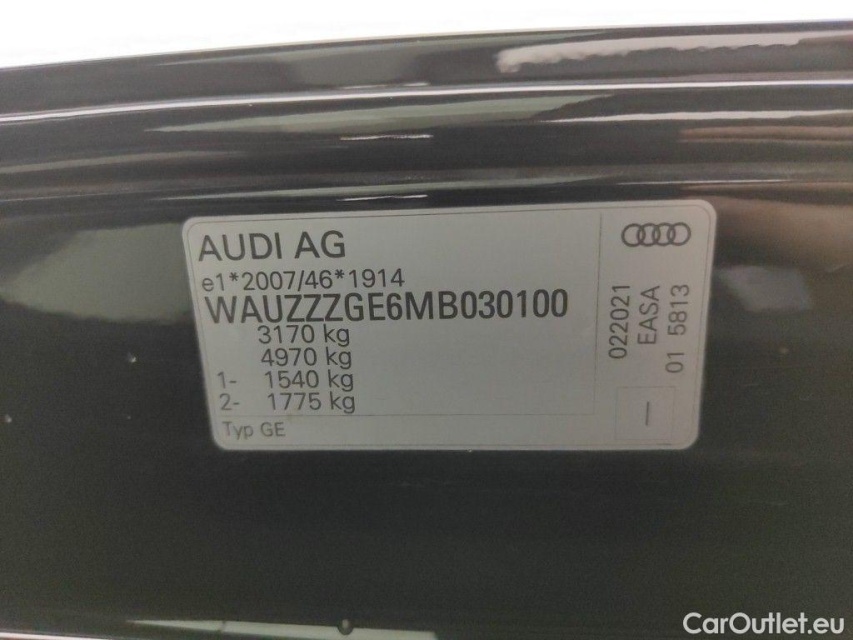 AUDI AG
e1*2007/46*1914
WAUZZZGE6MB030100
3170 kg
4970 kg
1- 1540 kg
2- 1775 kg
Typ GE
022021
EASA
01 5813
CarOutlet.eu